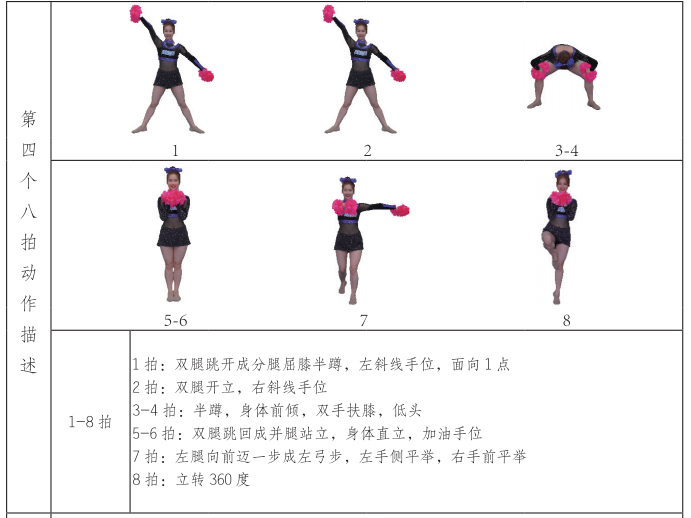 第四个八拍动作描述
1
2
3-4
5-6
7
8
1-8拍
1拍：双腿跳开成分腿屈膝半蹲，左斜线手位，面向1点
2拍：双腿开立，右斜线手位
3-4拍：半蹲，身体前倾，双手扶膝，低头
5-6拍：双腿跳回成并腿站立，身体直立，加油手位
7拍：左腿向前迈一步成左弓步，左手侧平举，右手前平举
8拍：立转360度